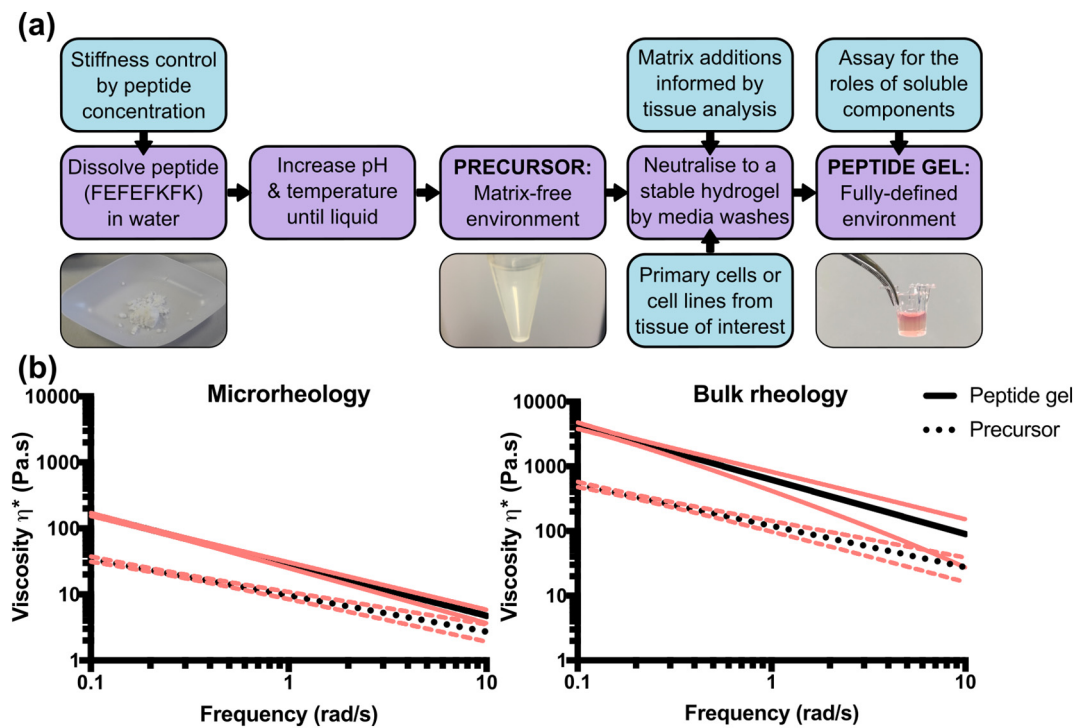 (a)
Stiffness control
by peptide
concentration
Matrix additions
informed by
tissue analysis
Assay for the
roles of soluble
components
Dissolve peptide
(FEFEFKFK)
in water
Increase pH
& temperature
until liquid
PRECURSOR:
Matrix-free
environment
Neutralise to a
stable hydrogel
by media washes
PEPTIDE GEL:
Fully-defined
environment
Primary cells or
cell lines from
tissue of interest
(b)
Microrheology
Viscosity η* (Pa.s)
10000
1000
100
10
1
0.1
1
10
Frequency (rad/s)
Bulk rheology
Viscosity η* (Pa.s)
10000
1000
100
10
1
0.1
1
10
Frequency (rad/s)
Peptide gel
Precursor